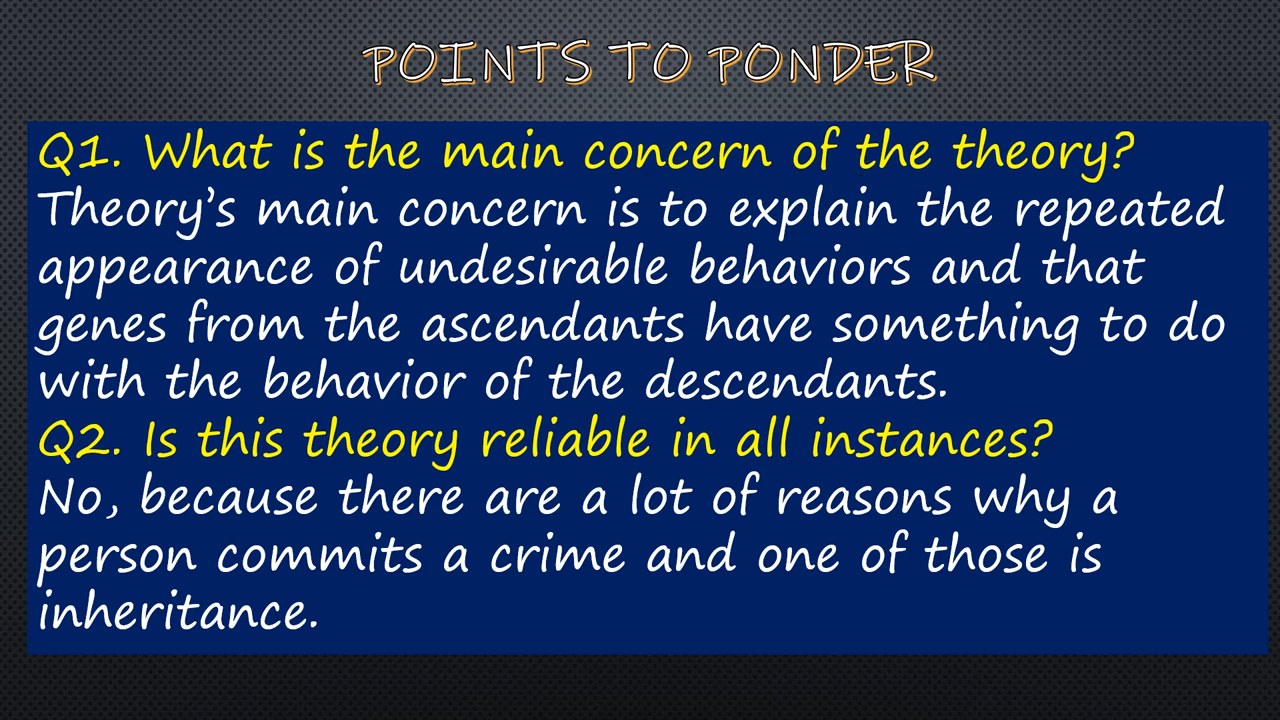 POINTS TO PONDER
Q1. What is the main concern of the theory?
Theory’s main concern is to explain the repeated
appearance of undesirable behaviors and that
genes from the ascendants have something to do
with the behavior of the descendants.
Q2. Is this theory reliable in all instances?
No, because there are a lot of reasons why a
person commits a crime and one of those is
inheritance.